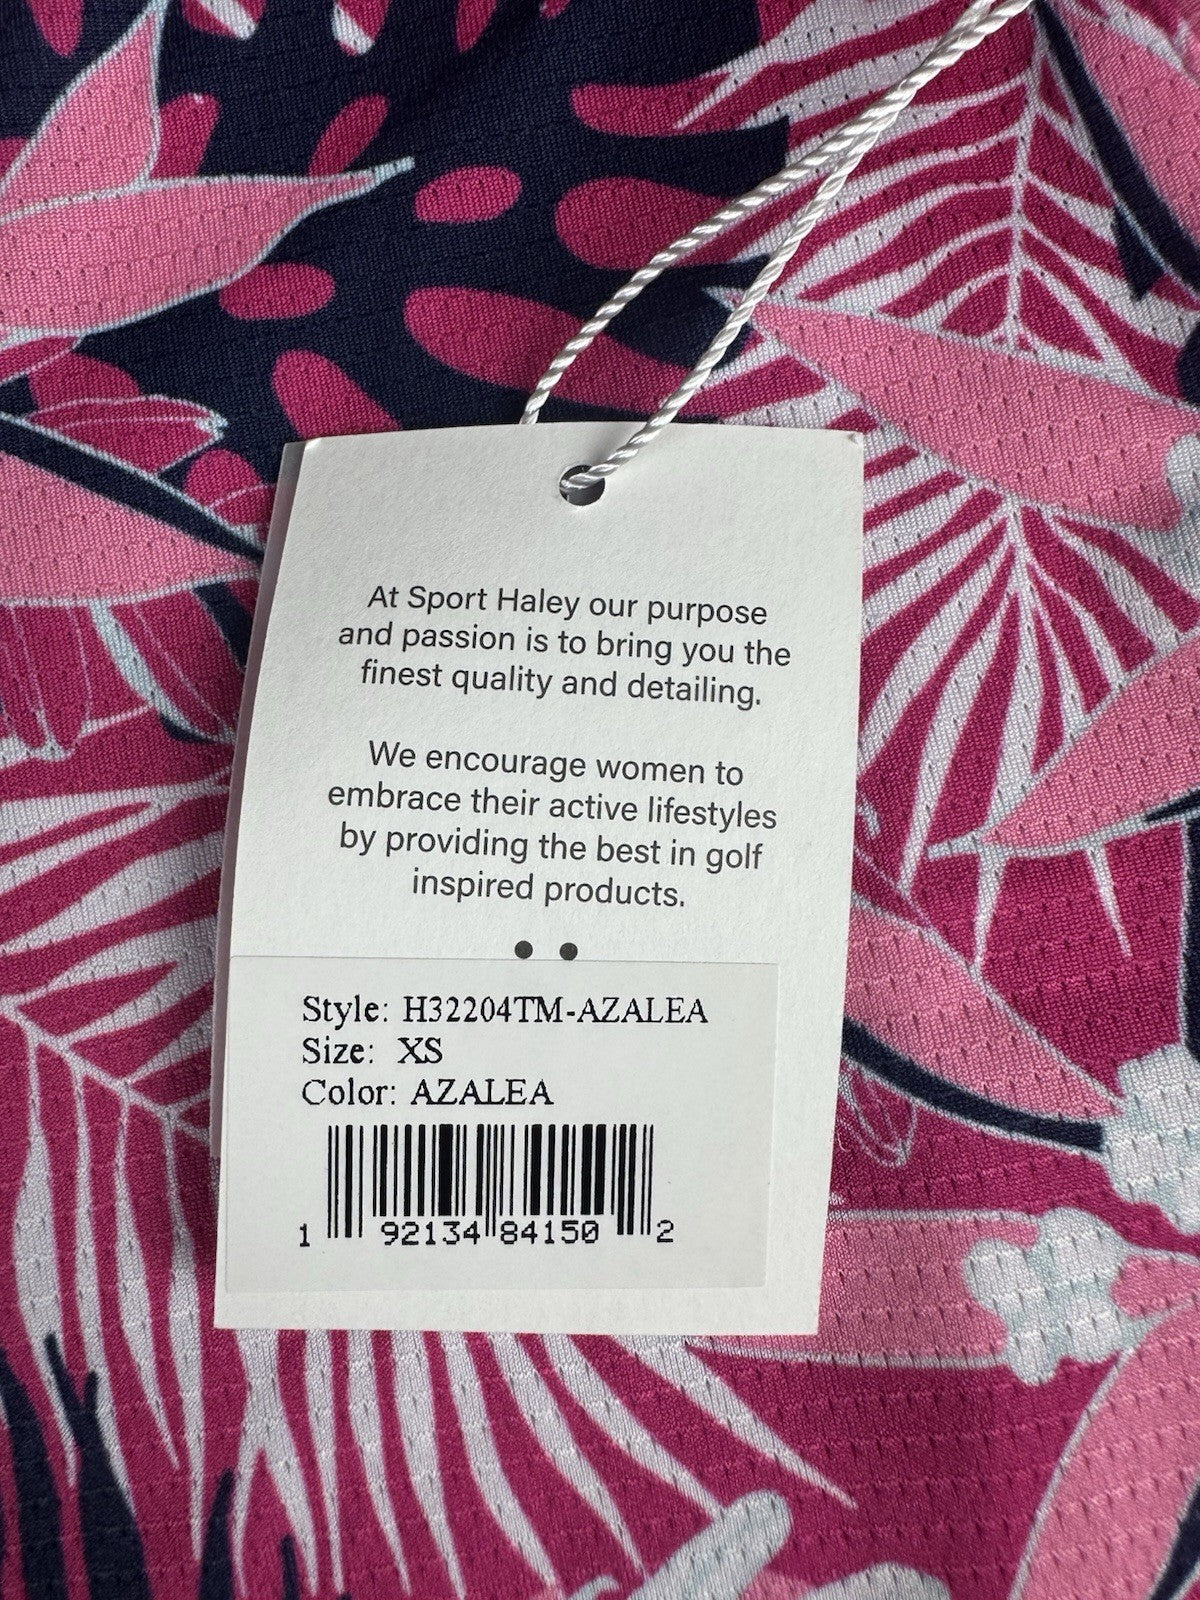 At Sport Haley our purpose
and passion is to bring you the
finest quality and detailing.
We encourage women to
embrace their active lifestyles
by providing the best in golf
inspired products.
Style: H32204TM-AZALEA
Size: XS
Color: AZALEA
1 92134 84150 2